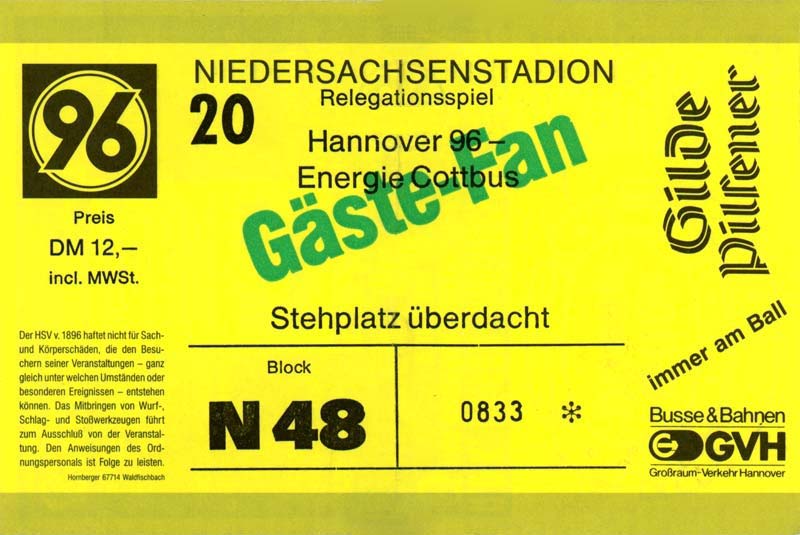 96
NIEDERSACHSENSTADION
Relegationsspiel
20
Hannover 96 –
Energie Cottbus
Gäste-Fan
Preis
DM 12,—
incl. MWSt.
Stehplatz überdacht
Der HSV v. 1896 haftet nicht für Sach-
und Körperschäden, die den Besu-
chern seiner Veranstaltungen – ganz
gleich unter welchen Umständen oder
besonderen Ereignissen – entstehen
können. Das Mitbringen von Wurf-,
Schlag- und Stoßwerkzeugen führt
zum Ausschluß von der Veranstal-
tung. Den Anweisungen des Ord-
nungspersonals ist Folge zu leisten.
Hornberger 67714 Waldfischbach
Block
N 48
0833 *
Gilde
Pilsener
immer am Ball
Busse & Bahnen
GVH
Großraum-Verkehr Hannover